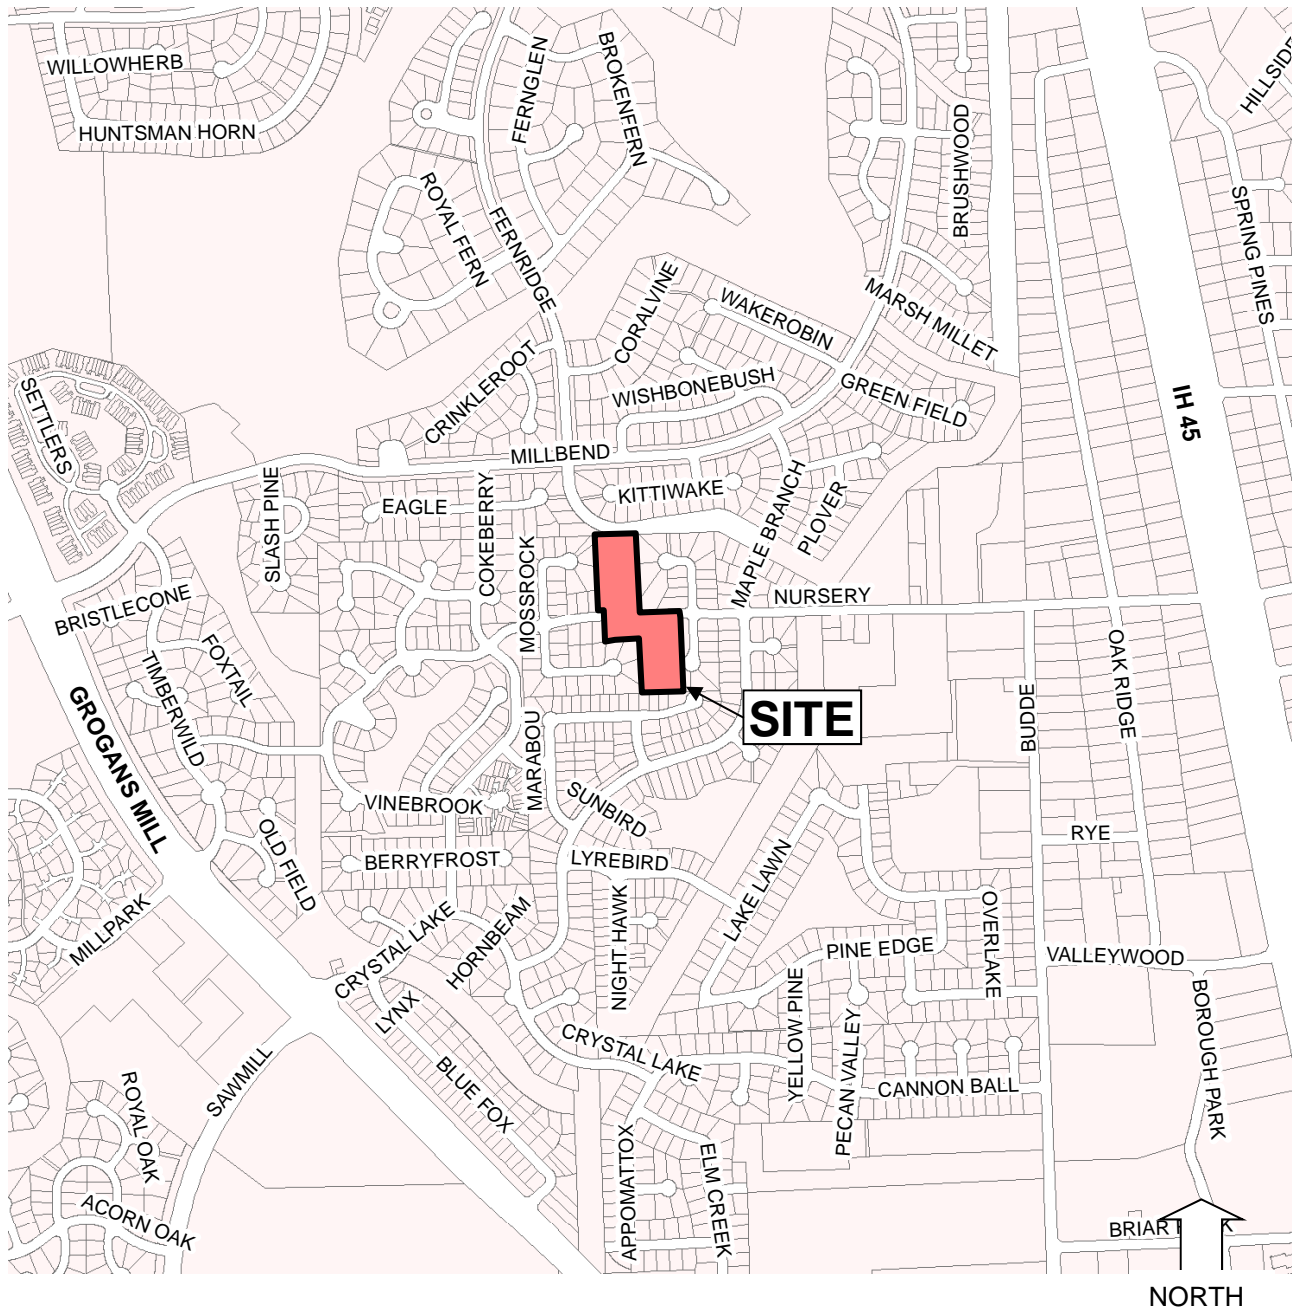 WILLOWHERB
HUNTSMAN HORN
FERNGLEN
BROKENFERN
HILLSIDE
BRUSHWOOD
ROYAL FERN
FERNRIDGE
SPRING PINES
CORALVINE
WAKEROBIN
MARSH MILLET
CRINKLEROOT
WISHBONEBUSH
GREEN FIELD
IH 45
SETTLERS
MILLBEND
SLASH PINE
EAGLE
COKEBERRY
KITTIWAKE
MAPLE BRANCH
PLOVER
MOSSROCK
NURSERY
BRISTLECONE
FOXTAIL
TIMBERWILD
OAK RIDGE
GROGANS MILL
SITE
BUDDE
MARABOU
VINEBROOK
SUNBIRD
OLD FIELD
RYE
BERRYFROST
LYREBIRD
LAKE LAWN
MILLPARK
CRYSTAL LAKE
HORNBEAM
NIGHT HAWK
OVERLAKE
PINE EDGE
VALLEYWOOD
LYNX
YELLOW PINE
PECAN VALLEY
BOROUGH PARK
CRYSTAL LAKE
BLUE FOX
CANNON BALL
SAWMILL
ROYAL OAK
APPOMATTOX
ELM CREEK
ACORN OAK
NORTH